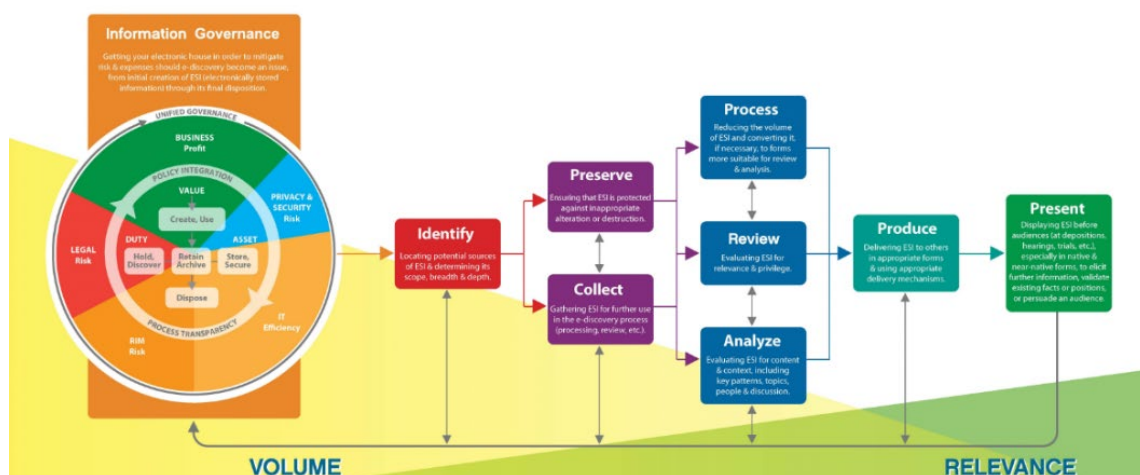 Information Governance
Getting your electronic house in order to mitigate
risk & expenses should e-discovery become an issue,
from initial creation of ESI (electronically stored
information) through its final disposition.
UNIFIED GOVERNANCE
BUSINESS
Profit
POLICY INTEGRATION
VALUE
Create, Use
PRIVACY &
SECURITY
Risk
LEGAL
Risk
DUTY
Hold,
Discover
Retain
Archive
ASSET
Store,
Secure
Dispose
PROCESS TRANSPARENCY
RIM
Risk
IT
Efficiency
Identify
Locating potential sources
of ESI & determining its
scope, breadth & depth.
Preserve
Ensuring that ESI is protected
against inappropriate
alteration or destruction.
Collect
Gathering ESI for further use
in the e-discovery process
(processing, review, etc.).
Process
Reducing the volume
of ESI and converting it,
if necessary, to forms
more suitable for review
& analysis.
Review
Evaluating ESI for
relevance & privilege.
Analyze
Evaluating ESI for content
& context, including
key patterns, topics,
people & discussion.
Produce
Delivering ESI to others
in appropriate forms
& using appropriate
delivery mechanisms.
Present
Displaying ESI before
audiences (at depositions,
hearings, trials, etc.),
especially in native &
near-native forms, to elicit
further information, validate
existing facts or positions,
or persuade an audience.
VOLUME
RELEVANCE